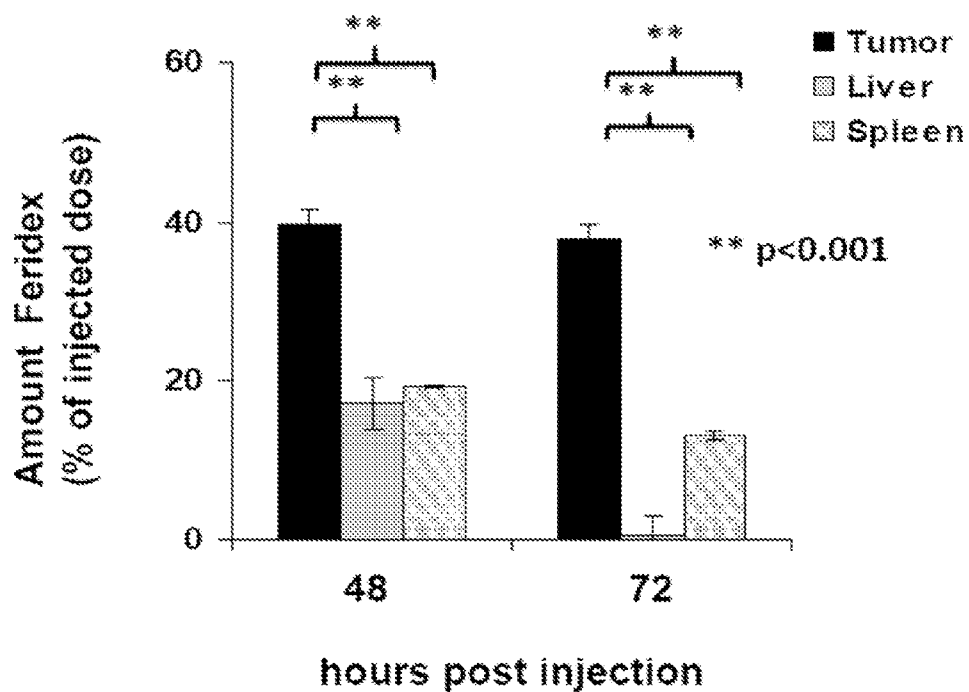 **
**
**
**
Tumor
Liver
Spleen
60
40
20
0
** p<0.001
Amount Feridex
(% of injected dose)
48
72
hours post injection